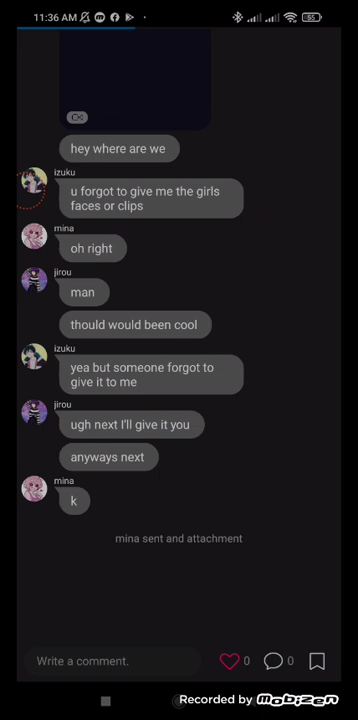 11:36 AM
55
hey where are we
izuku
u forgot to give me the girls
faces or clips
mina
oh right
jirou
man
thould would been cool
izuku
yea but someone forgot to
give it to me
jirou
ugh next I'll give it you
anyways next
mina
k
mina sent and attachment
Write a comment.
0
0
Recorded by mobizen